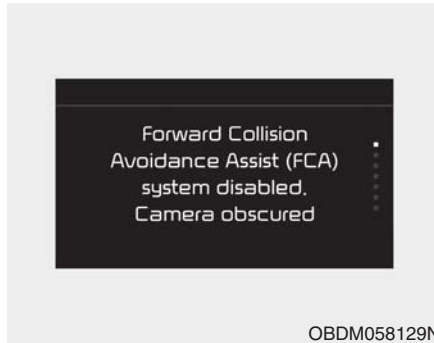 Forward Collision
Avoidance Assist (FCA)
system disabled.
Camera obscured
OBDM058129N